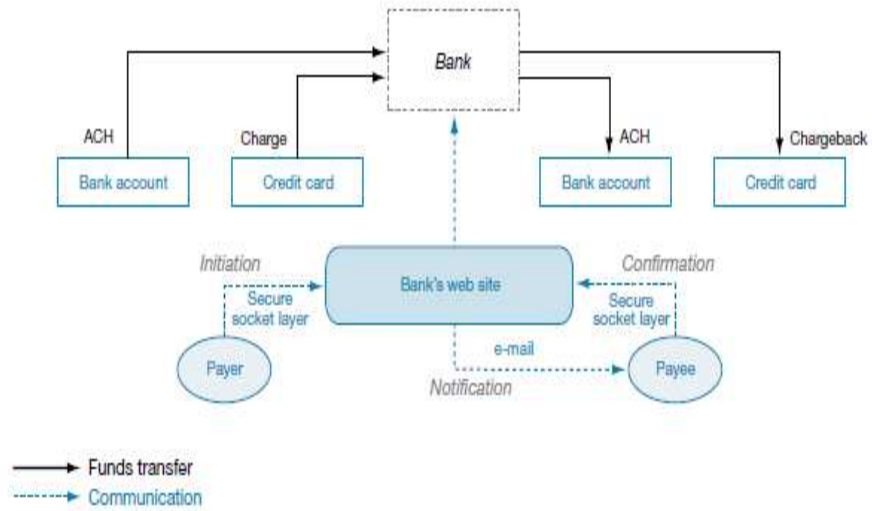 Bank
ACH
Charge
ACH
Chargeback
Bank account
Credit card
Bank account
Credit card
Initiation
Confirmation
Bank's web site
Secure
socket layer
Secure
socket layer
e-mail
Payer
Payee
Notification
Funds transfer
Communication